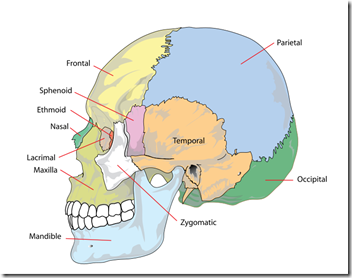 Frontal
Parietal
Sphenoid
Ethmoid
Nasal
Temporal
Lacrimal
Maxilla
Occipital
Zygomatic
Mandible